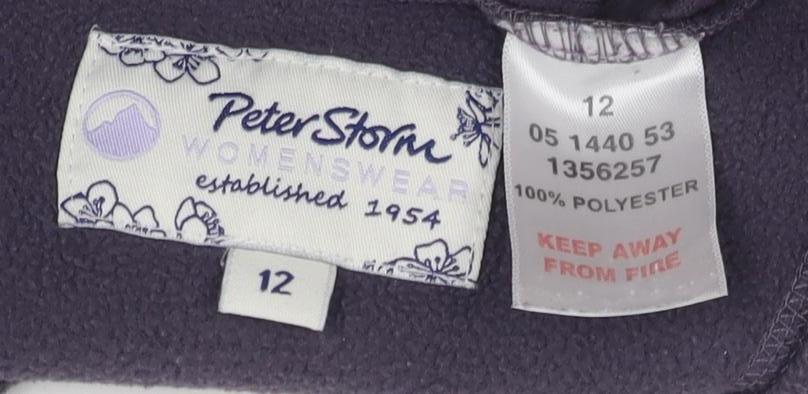 Peter Storm
WOMENSWEAR
established 1954
12
12
05 1440 53
1356257
100% POLYESTER
KEEP AWAY
FROM FIRE